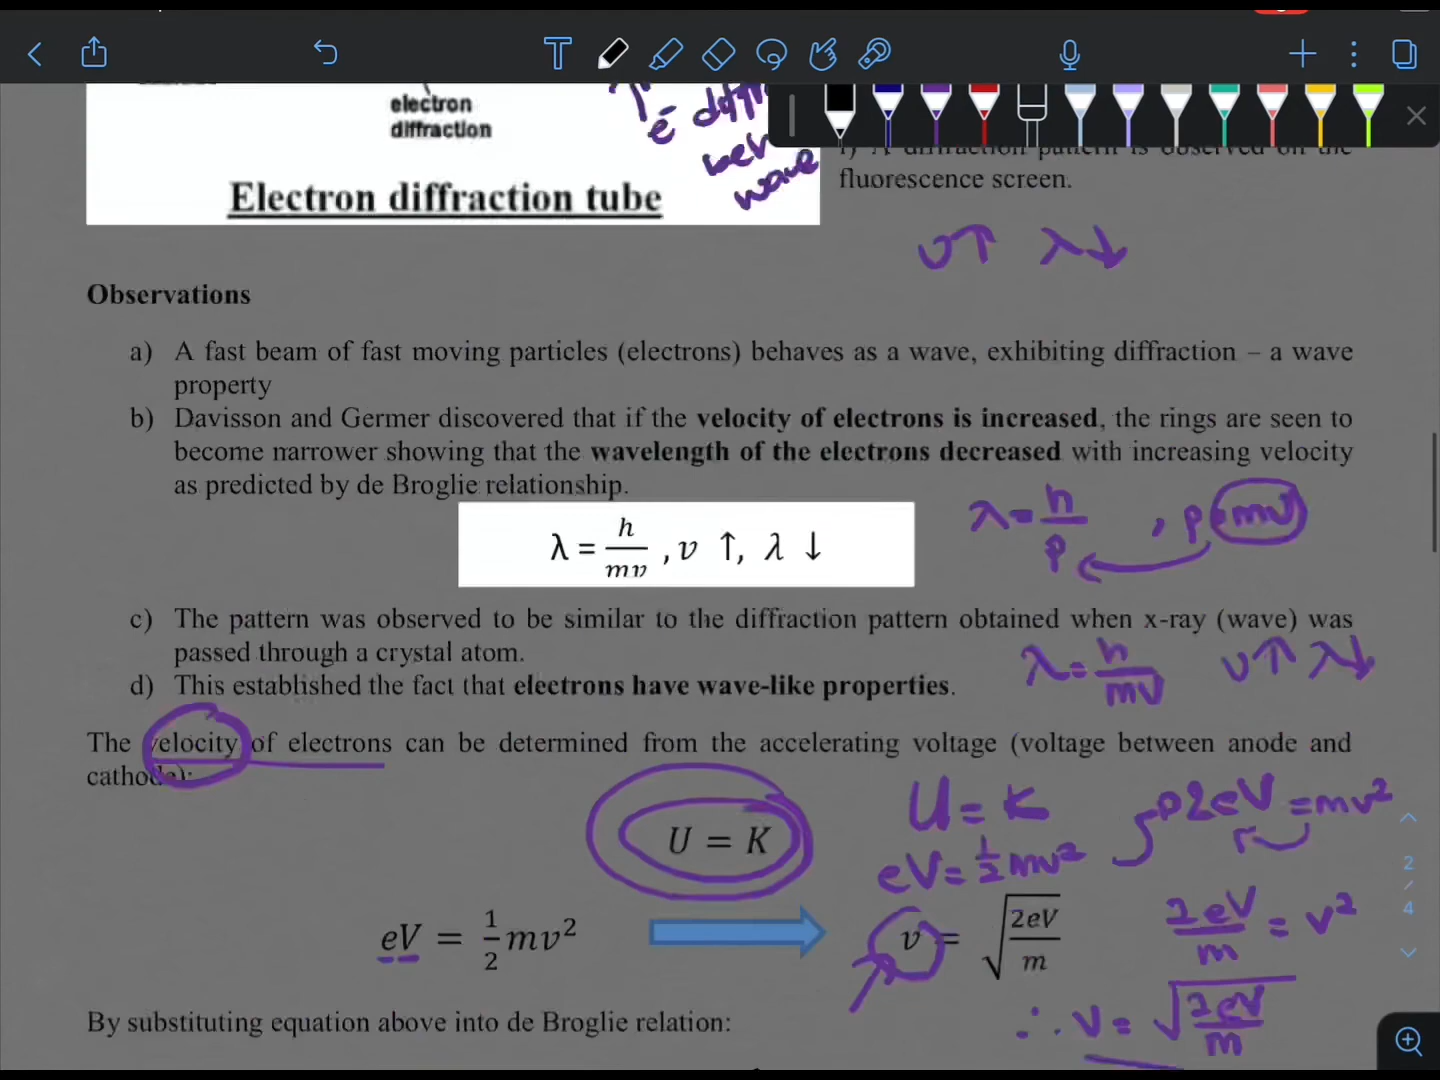 electron
diffraction
ē
wave
Electron diffraction tube
fluorescence screen.
v↑ λ↓
Observations
a) A fast beam of fast moving particles (electrons) behaves as a wave, exhibiting diffraction – a wave
property
b) Davisson and Germer discovered that if the velocity of electrons is increased, the rings are seen to
become narrower showing that the wavelength of the electrons decreased with increasing velocity
as predicted by de Broglie relationship.
λ = h/p , p = mv
λ = h/mv , v ↑, λ ↓
c) The pattern was observed to be similar to the diffraction pattern obtained when x-ray (wave) was
passed through a crystal atom.
λ = h/mv v↑ λ↓
d) This established the fact that electrons have wave-like properties.
The velocity of electrons can be determined from the accelerating voltage (voltage between anode and
cathode):
U = K
U = K
2eV = mv²
eV = ½mv²
eV = ½mv²
v = √(2eV/m)
2eV/m = v²
∴ v = √(2eV/m)
By substituting equation above into de Broglie relation:
2
/
4